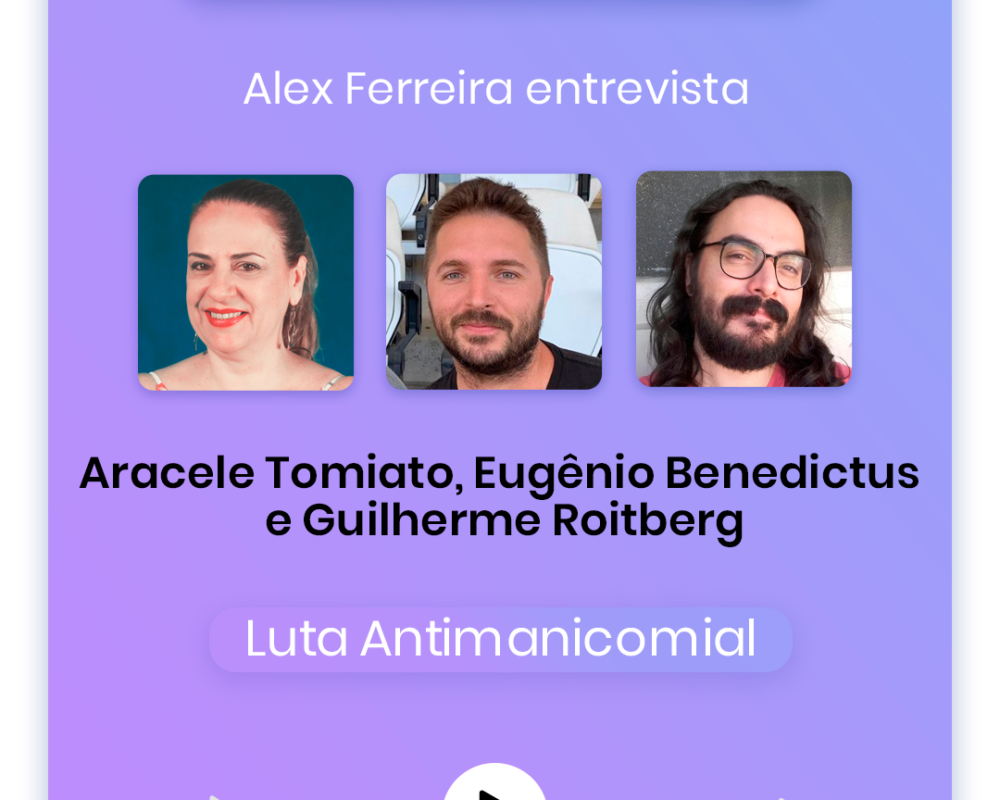 Alex Ferreira entrevista
Aracele Tomiato, Eugênio Benedictus
e Guilherme Roitberg
Luta Antimanicomial